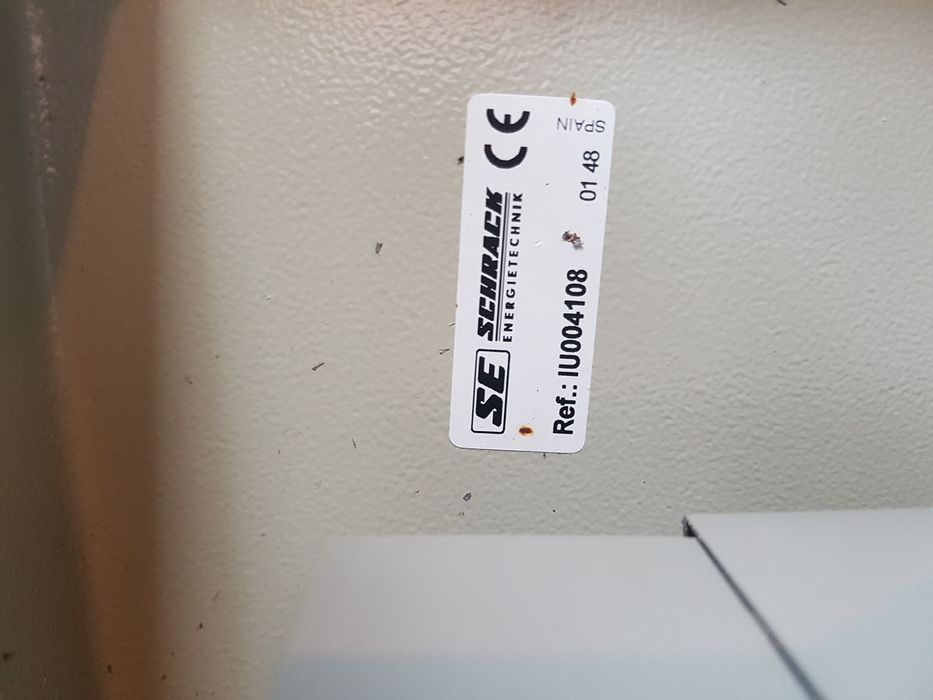 SE SCHRACK CE
ENERGIETECHNIK
Ref.: IU004108 01 48
SPAIN